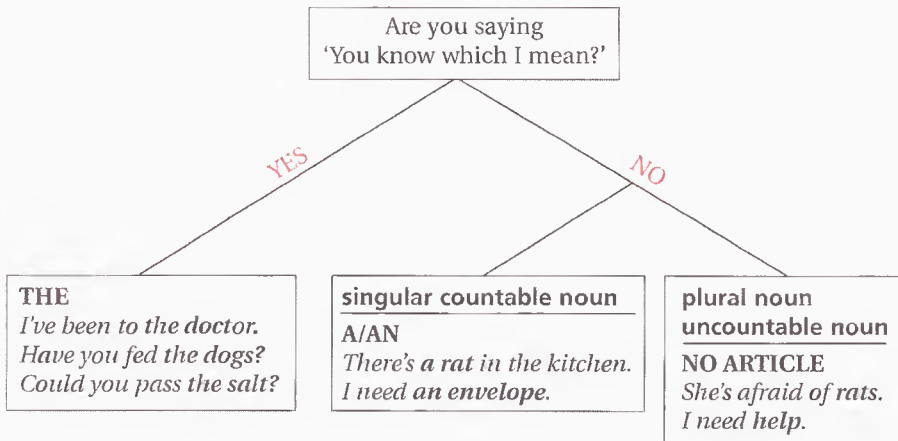 Are you saying
'You know which I mean?'
YES
NO
THE
I've been to the doctor.
Have you fed the dogs?
Could you pass the salt?
singular countable noun
A/AN
There's a rat in the kitchen.
I need an envelope.
plural noun
uncountable noun
NO ARTICLE
She's afraid of rats.
I need help.